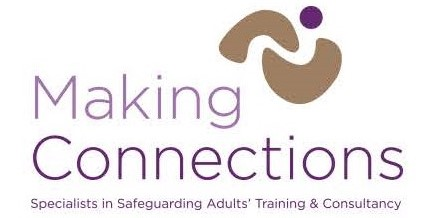 Making
Connections
Specialists in Safeguarding Adults' Training & Consultancy